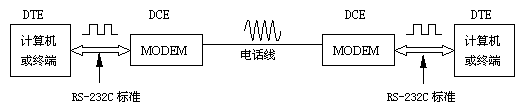 DTE DCE DCE DTE
计算机 MODEM 电话线 MODEM 计算机
或终端 或终端
RS-232C 标准 RS-232C 标准